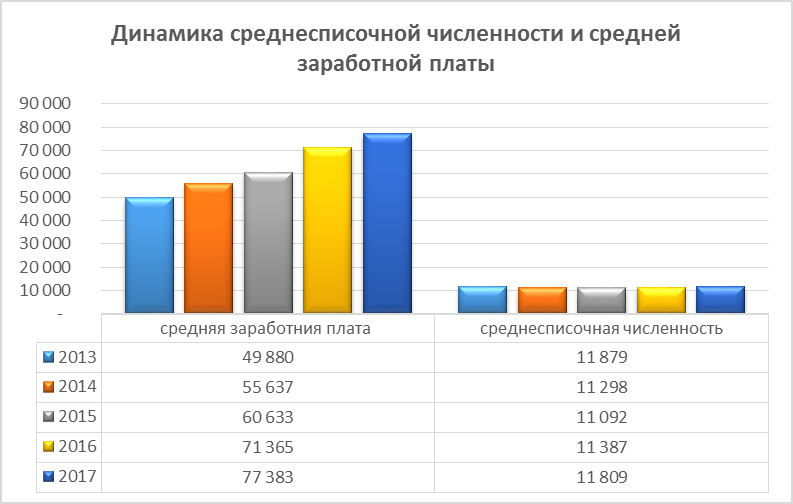 Динамика среднесписочной численности и средней
заработной платы
90 000
80 000
70 000
60 000
50 000
40 000
30 000
20 000
10 000
-
средняя заработния плата среднесписочная численность
2013 49 880 11 879
2014 55 637 11 298
2015 60 633 11 092
2016 71 365 11 387
2017 77 383 11 809